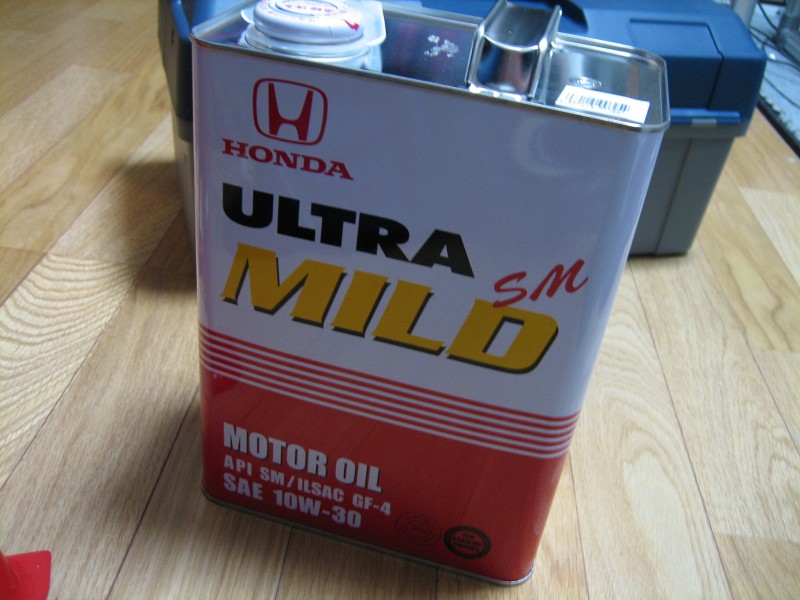 HONDA
ULTRA
MILD SM
MOTOR OIL
API SM/ILSAC GF-4
SAE 10W-30